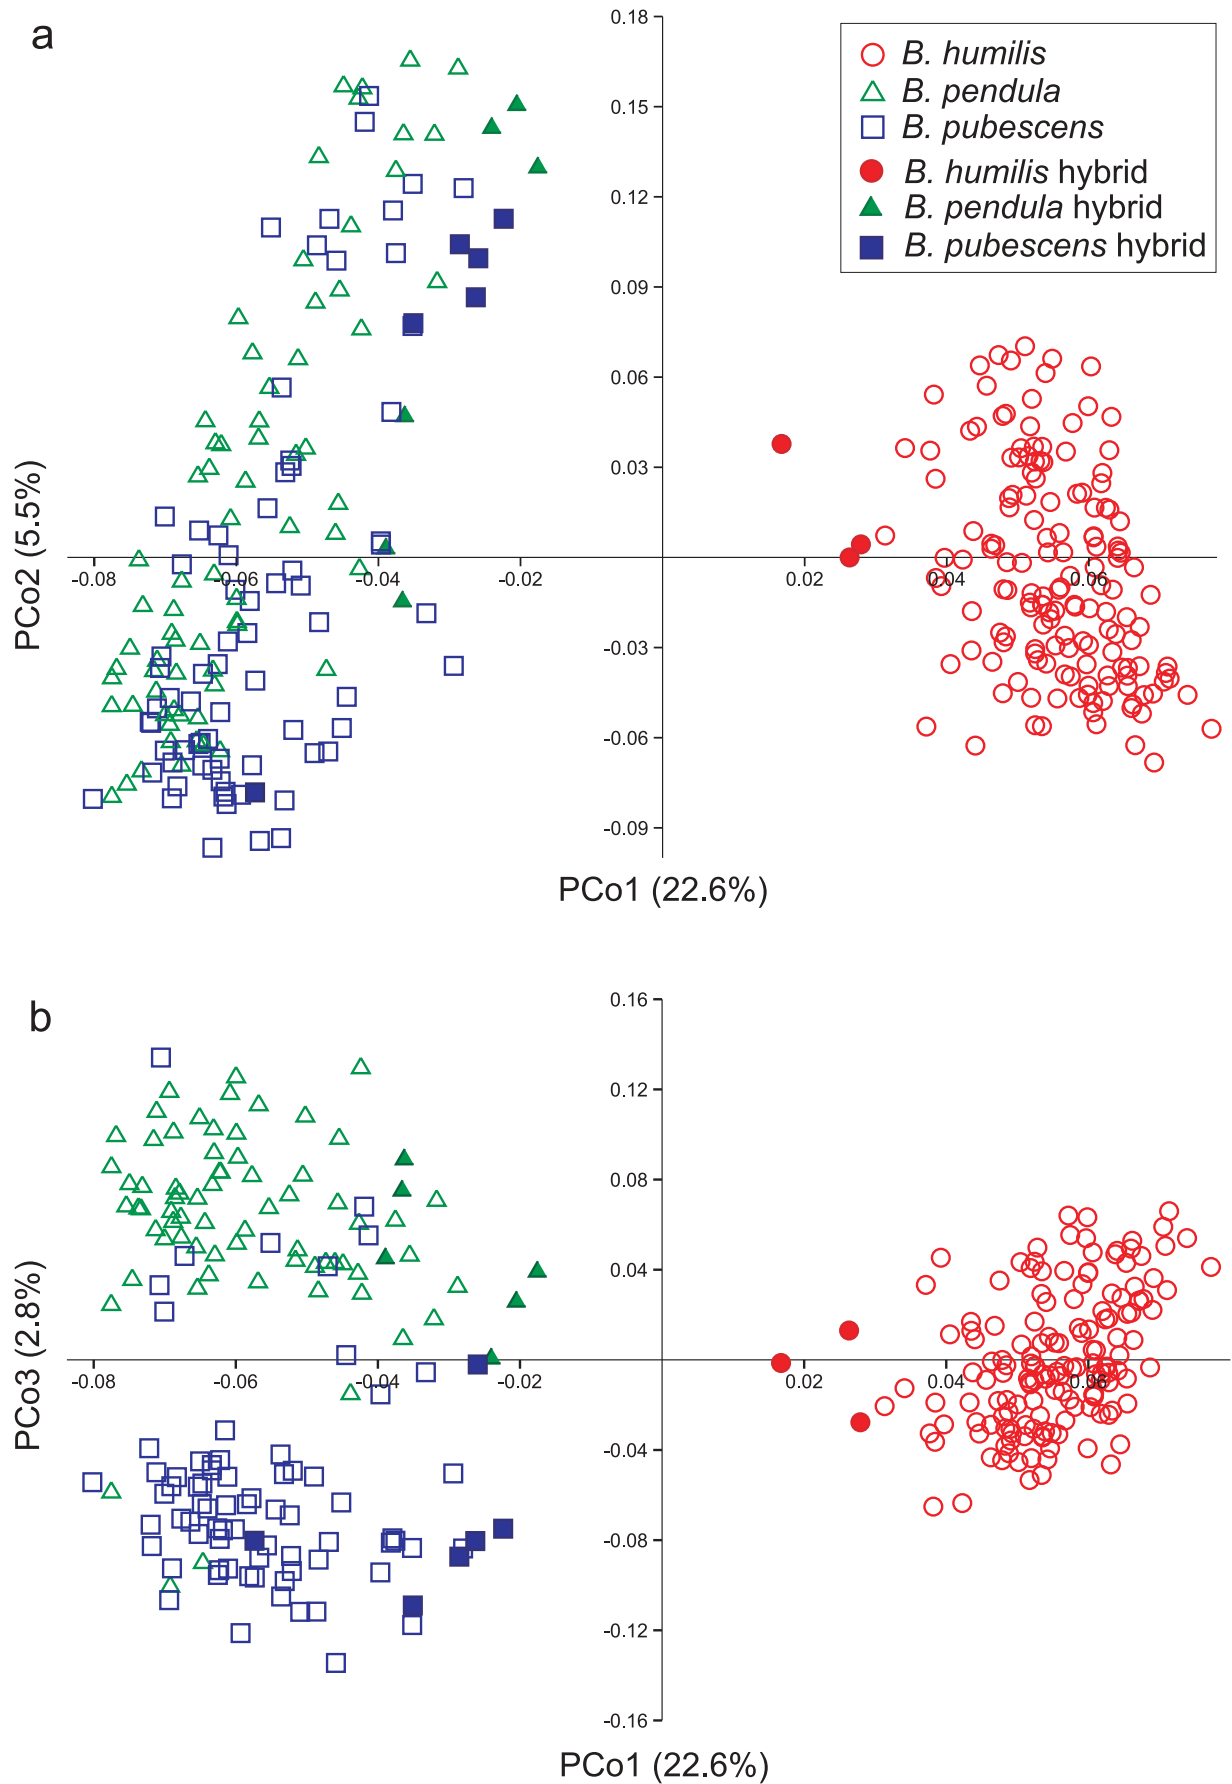 a
B. humilis
B. pendula
B. pubescens
B. humilis hybrid
B. pendula hybrid
B. pubescens hybrid
0.18
0.15
0.12
0.09
0.06
0.03
-0.03
-0.06
-0.09
-0.08
-0.06
-0.04
-0.02
0.02
0.04
0.06
PCo2 (5.5%)
PCo1 (22.6%)
b
0.16
0.12
0.08
0.04
-0.04
-0.08
-0.12
-0.16
-0.08
-0.06
-0.04
-0.02
0.02
0.04
0.06
PCo3 (2.8%)
PCo1 (22.6%)